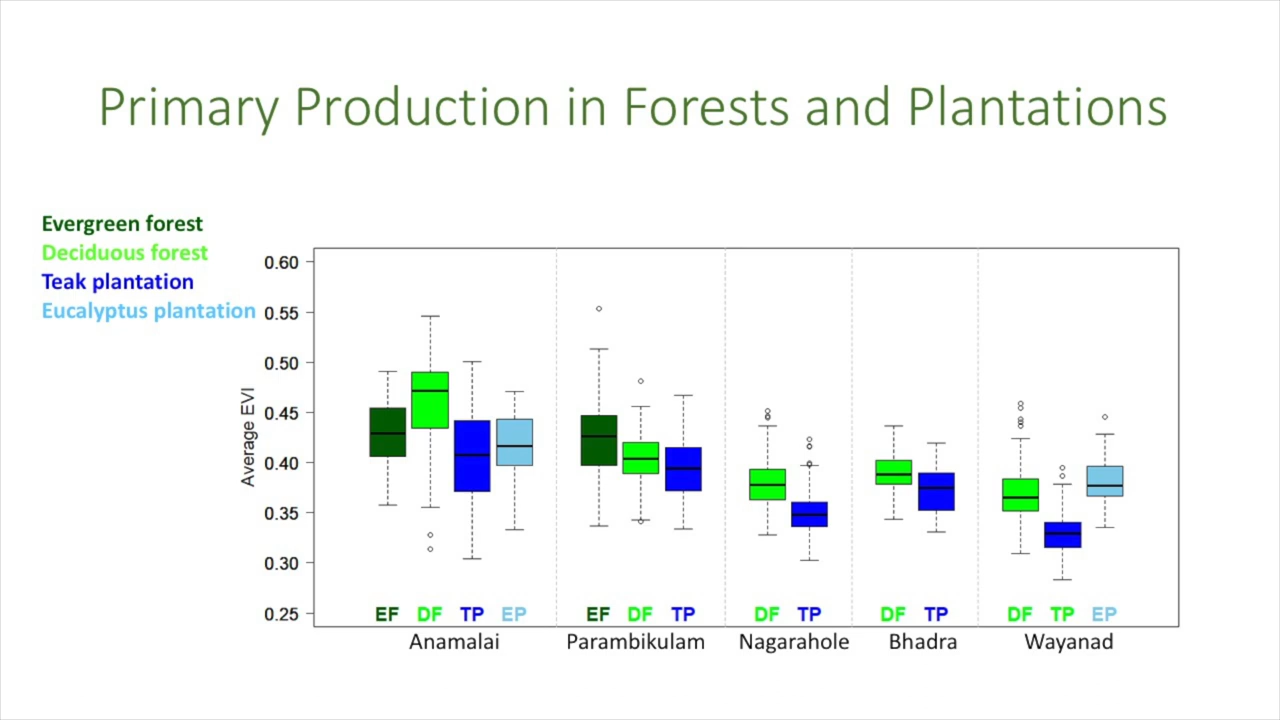 Primary Production in Forests and Plantations
Evergreen forest
Deciduous forest
Teak plantation
Eucalyptus plantation
0.60
0.55
0.50
0.45
0.40
0.35
0.30
0.25
Average EVI
EF DF TP EP EF DF TP DF TP DF TP DF TP EP
Anamalai Parambikulam Nagarahole Bhadra Wayanad